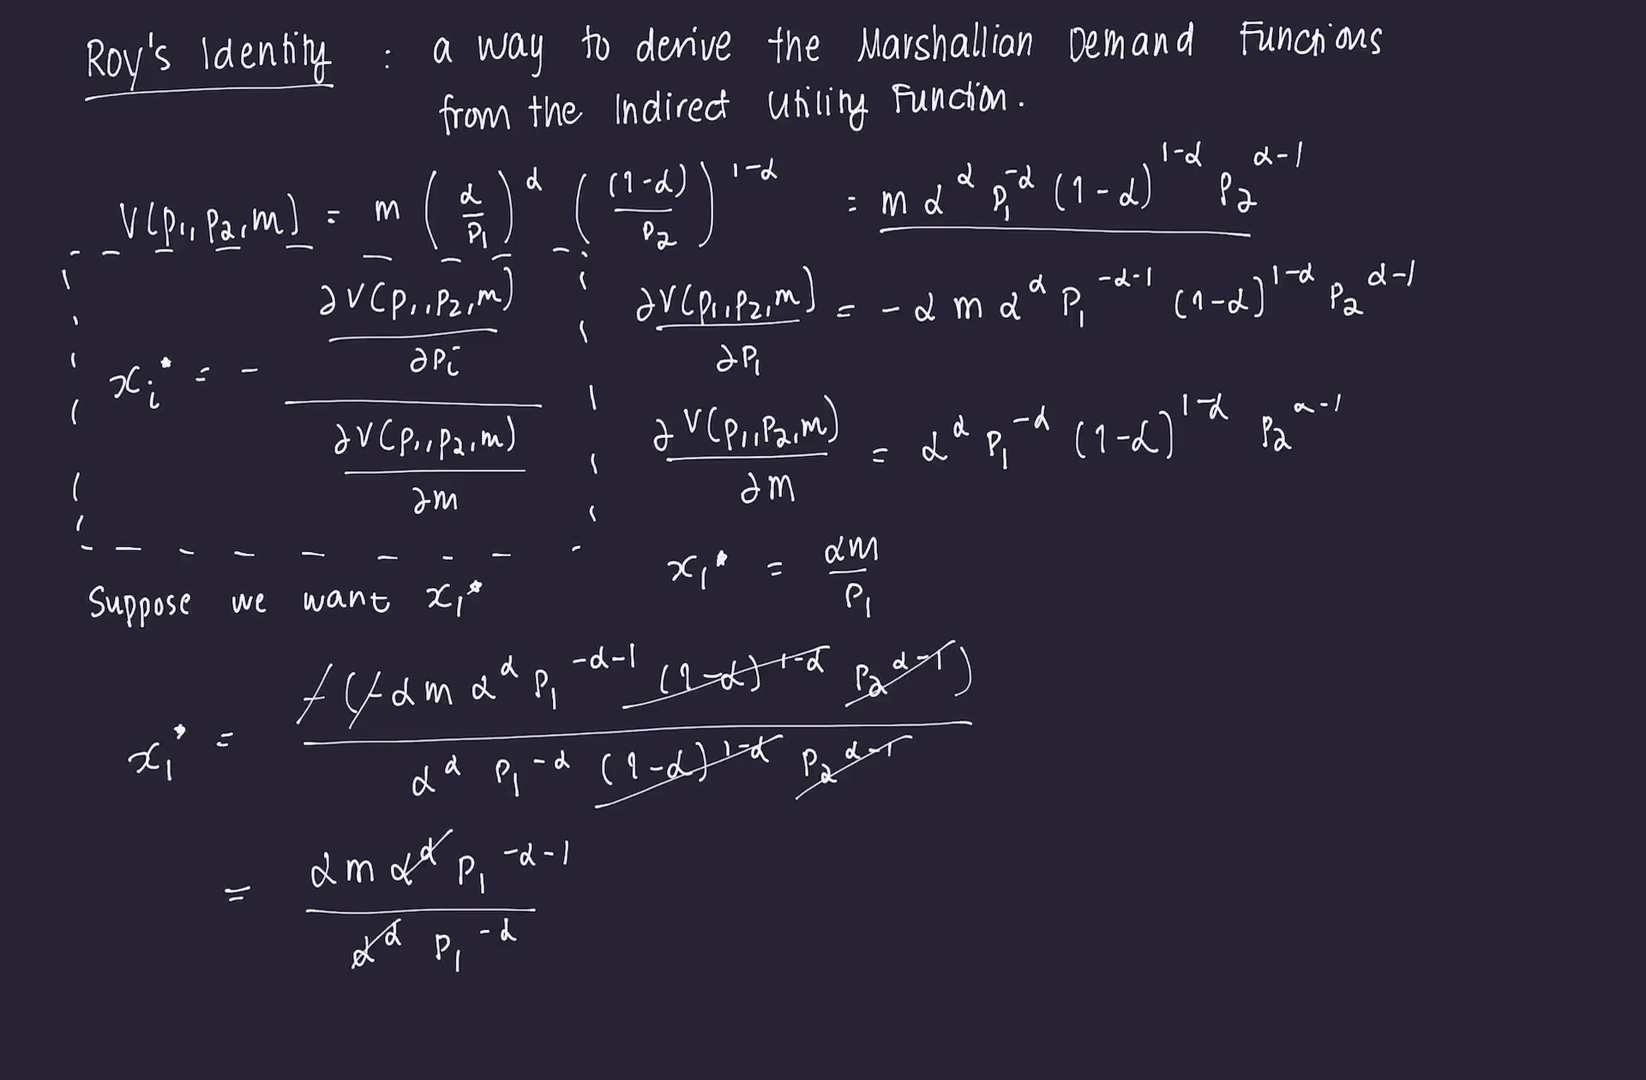 Roy's Identity : a way to derive the Marshallian Demand Functions
from the Indirect Utility Function.
V(p₁, p₂, m) = m (α/p₁)^α ((1-α)/p₂)^(1-α) = m α^α p₁^(-α) (1-α)^(1-α) p₂^(α-1)
x_i* = - (∂V(p₁, p₂, m)/∂p_i) / (∂V(p₁, p₂, m)/∂m)
∂V(p₁, p₂, m)/∂p₁ = - α m α^α p₁^(-α-1) (1-α)^(1-α) p₂^(α-1)
∂V(p₁, p₂, m)/∂m = α^α p₁^(-α) (1-α)^(1-α) p₂^(α-1)
x₁* = αm/p₁
Suppose we want x₁*
x₁* = -(-α m α^α p₁^(-α-1) (1-α)^(1-α) p₂^(α-1)) / α^α p₁^(-α) (1-α)^(1-α) p₂^(α-1)
= α m α^α p₁^(-α-1) / α^α p₁^(-α)